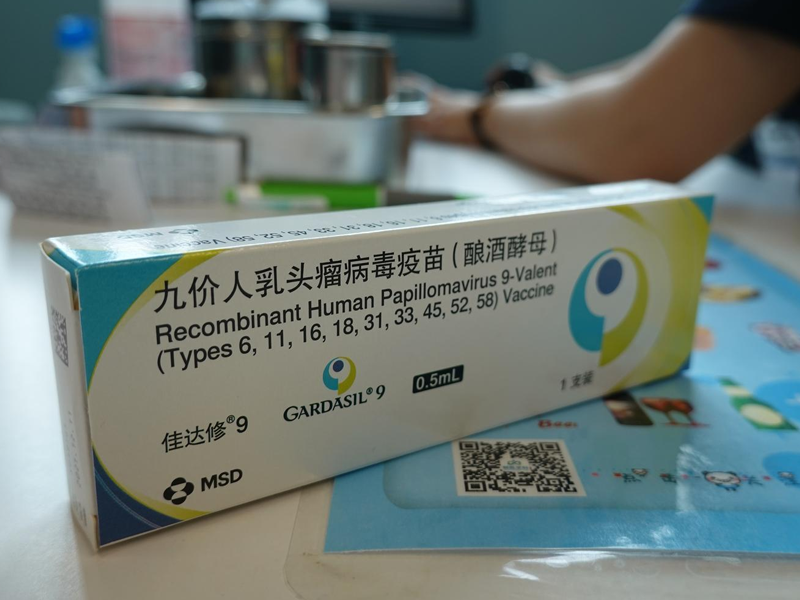 九价人乳头瘤病毒疫苗（酿酒酵母）
Recombinant Human Papillomavirus 9-Valent
(Types 6, 11, 16, 18, 31, 33, 45, 52, 58) Vaccine
GARDASIL®9
0.5mL
1 支装
佳达修®9
MSD